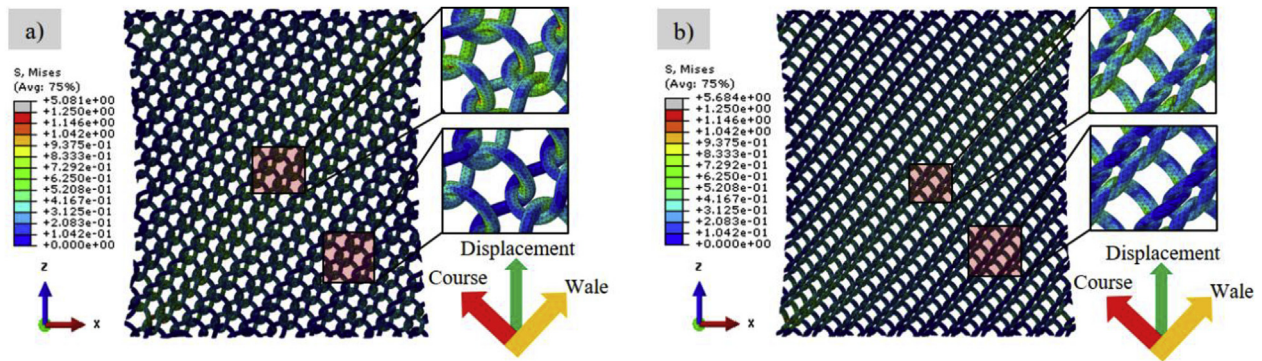 a)
S, Mises
(Avg: 75%)
+5.081e+00
+1.250e+00
+1.146e+00
+1.042e+00
+9.375e-01
+8.333e-01
+7.292e-01
+6.250e-01
+5.208e-01
+4.167e-01
+3.125e-01
+2.083e-01
+1.042e-01
+0.000e+00
Z
X
Displacement
Course
Wale
b)
S, Mises
(Avg: 75%)
+5.684e+00
+1.250e+00
+1.146e+00
+1.042e+00
+9.375e-01
+8.333e-01
+7.292e-01
+6.250e-01
+5.208e-01
+4.167e-01
+3.125e-01
+2.083e-01
+1.042e-01
+0.000e+00
Z
X
Displacement
Course
Wale